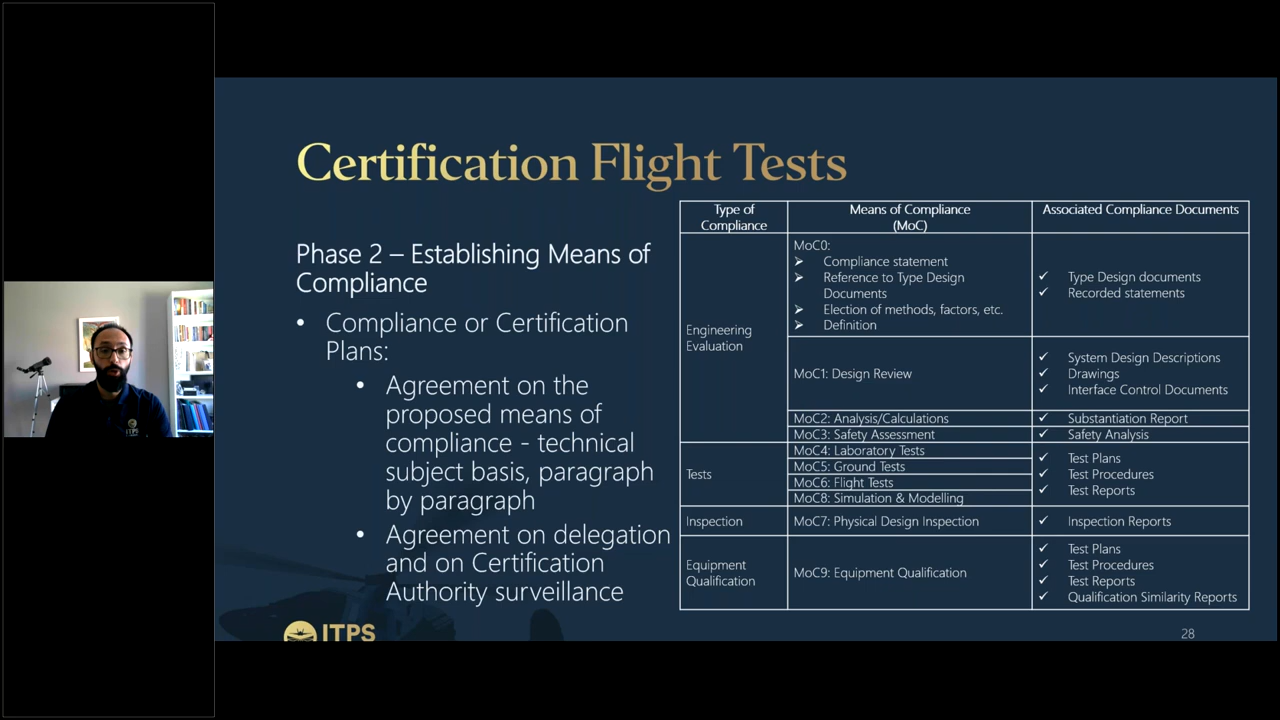 Certification Flight Tests
Phase 2 – Establishing Means of
Compliance
• Compliance or Certification
Plans:
• Agreement on the
proposed means of
compliance - technical
subject basis, paragraph
by paragraph
• Agreement on delegation
and on Certification
Authority surveillance
Type of
Compliance
Means of Compliance
(MoC)
Associated Compliance Documents
Engineering
Evaluation
MoC0:
➢ Compliance statement
➢ Reference to Type Design
Documents
➢ Election of methods, factors, etc.
➢ Definition
✓ Type Design documents
✓ Recorded statements
MoC1: Design Review
✓ System Design Descriptions
✓ Drawings
✓ Interface Control Documents
MoC2: Analysis/Calculations
✓ Substantiation Report
MoC3: Safety Assessment
✓ Safety Analysis
Tests
MoC4: Laboratory Tests
MoC5: Ground Tests
MoC6: Flight Tests
MoC8: Simulation & Modelling
✓ Test Plans
✓ Test Procedures
✓ Test Reports
Inspection
MoC7: Physical Design Inspection
✓ Inspection Reports
Equipment
Qualification
MoC9: Equipment Qualification
✓ Test Plans
✓ Test Procedures
✓ Test Reports
✓ Qualification Similarity Reports
ITPS
28
ITPS